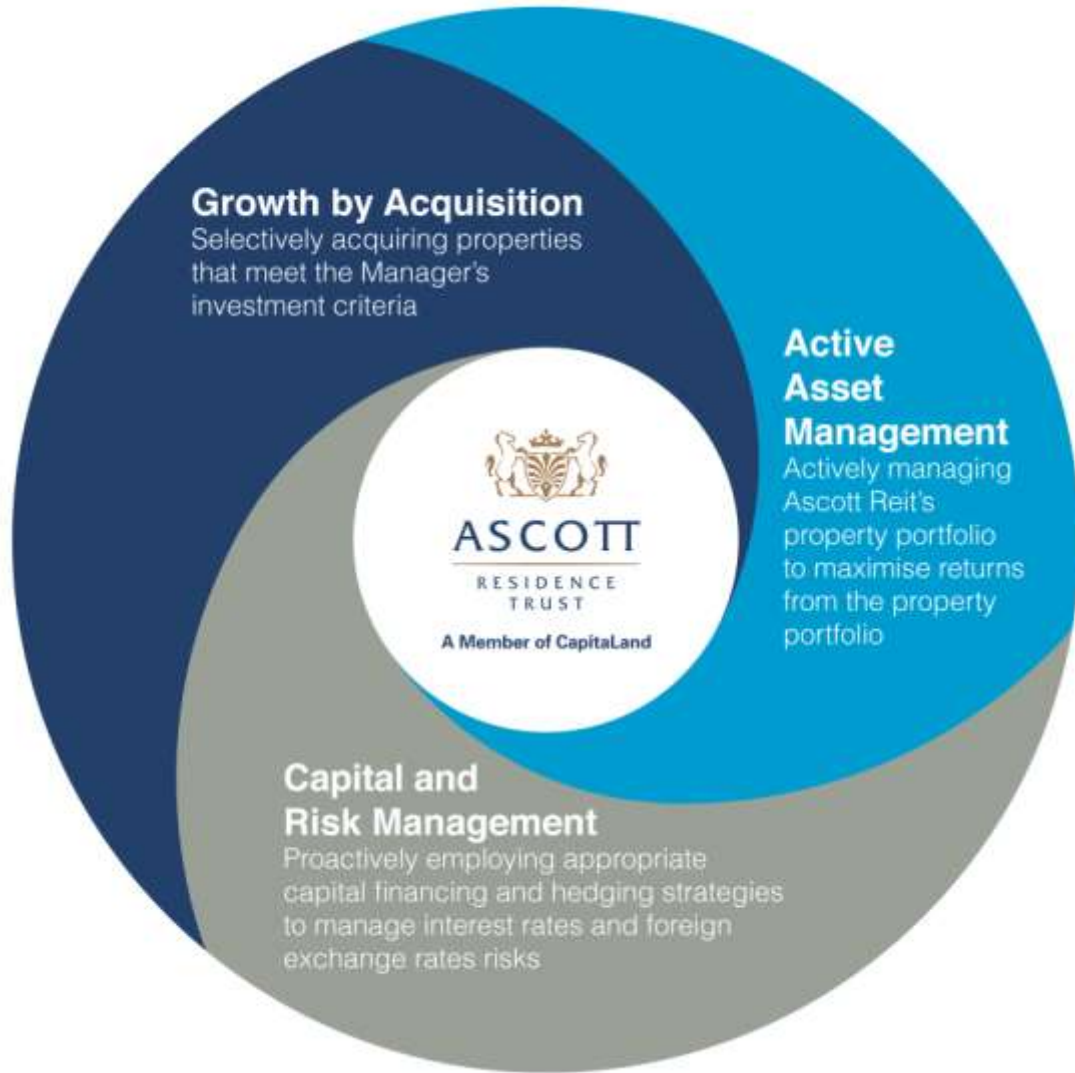 Growth by Acquisition
Selectively acquiring properties
that meet the Manager's
investment criteria
Active
Asset
Management
Actively managing
Ascott Reit's
property portfolio
to maximise returns
from the property
portfolio
ASCOTT
RESIDENCE
TRUST
A Member of CapitaLand
Capital and
Risk Management
Proactively employing appropriate
capital financing and hedging strategies
to manage interest rates and foreign
exchange rates risks